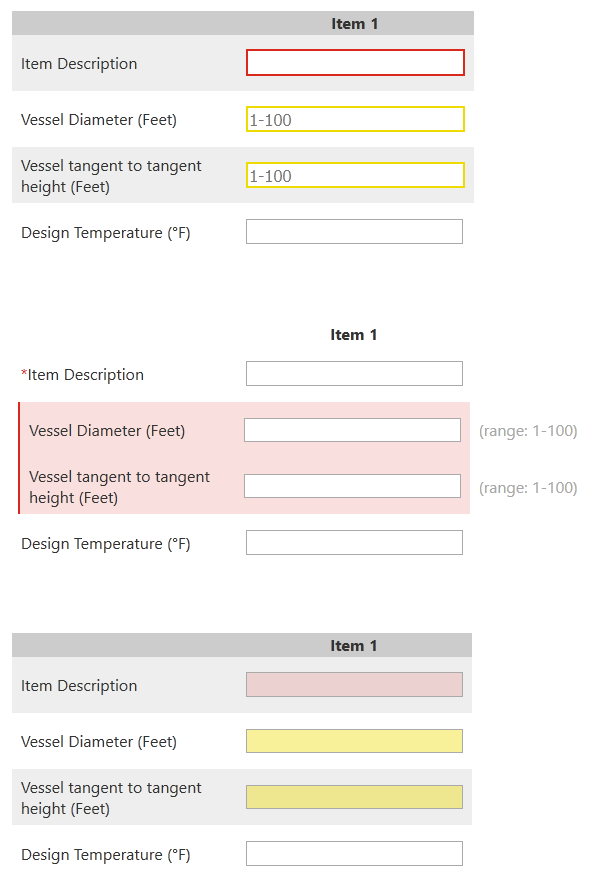 Item 1
Item Description
Vessel Diameter (Feet) 1-100
Vessel tangent to tangent 1-100
height (Feet)
Design Temperature (°F)
Item 1
*Item Description
Vessel Diameter (Feet) (range: 1-100)
Vessel tangent to tangent (range: 1-100)
height (Feet)
Design Temperature (°F)
Item 1
Item Description
Vessel Diameter (Feet)
Vessel tangent to tangent
height (Feet)
Design Temperature (°F)